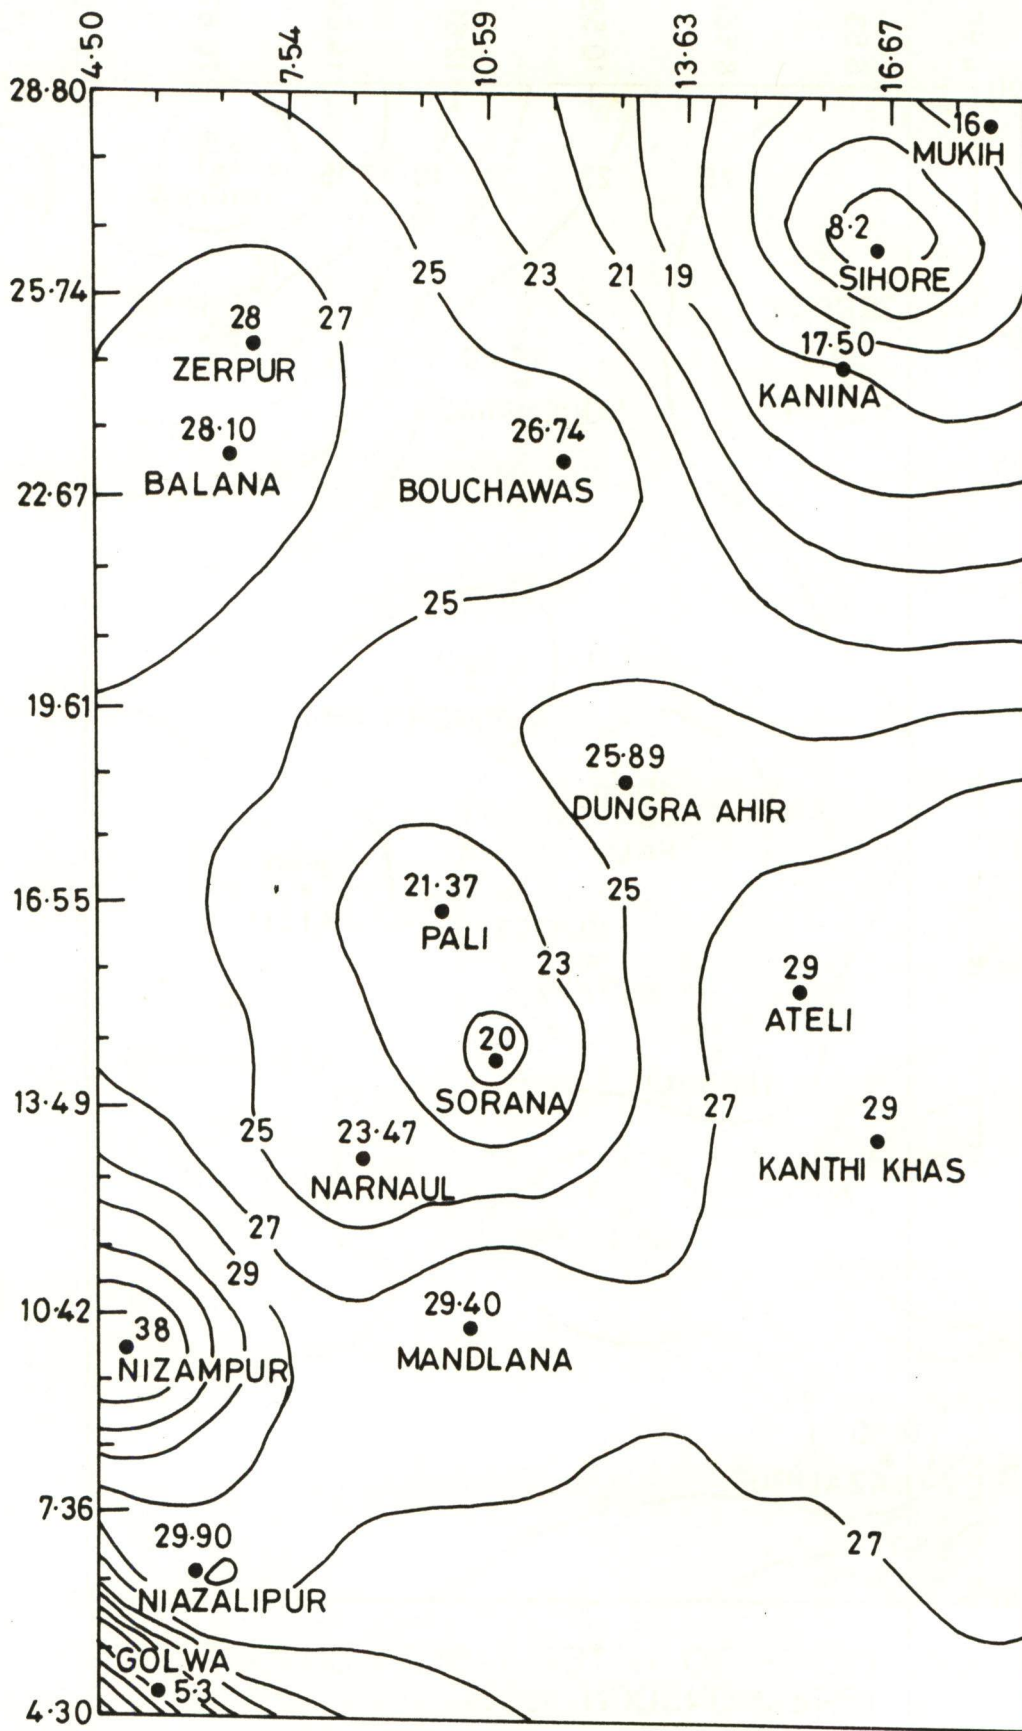 4·50 7·54 10·59 13·63 16·67
28·80
16
MUKIH
8·2
SIHORE
25 23 21 19
25·74
28 27
ZERPUR
17·50
KANINA
28·10
BALANA
26·74
BOUCHAWAS
22·67
25
19·61
25·89
DUNGRA AHIR
16·55
21·37
PALI
25
23
29
ATELI
20
SORANA
13·49
25
23·47
NARNAUL
27
29
KANTHI KHAS
27
29
10·42
38
NIZAMPUR
29·40
MANDLANA
7·36
29·90
NIAZALIPUR
27
GOLWA
5·3
4·30